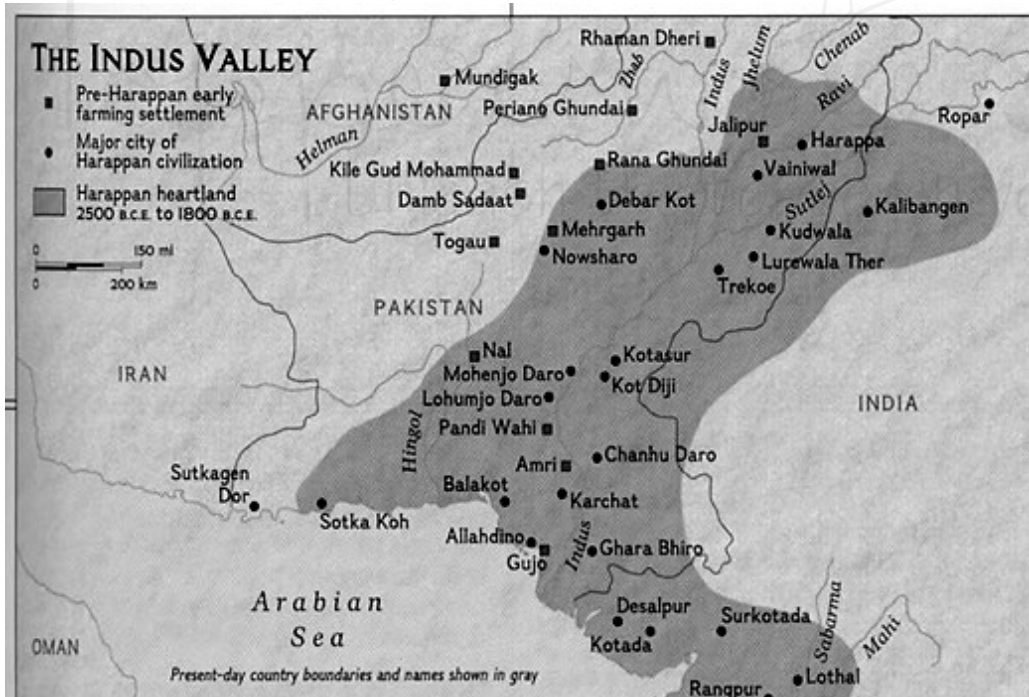 THE INDUS VALLEY
Pre-Harappan early
farming settlement
Major city of
Harappan civilization
Harappan heartland
2500 B.C.E. to 1800 B.C.E.
0
150 mi
0
200 km
Rhaman Dheri
Zhab
Indus
Jhelum
Chenab
Ravi
Mundigak
AFGHANISTAN
Periano Ghundai
Helman
Jalipur
Harappa
Ropar
Kile Gud Mohammad
Rana Ghundai
Vainiwal
Damb Sadaat
Debar Kot
Sutlej
Kalibangen
Togau
Mehrgarh
Kudwala
Nowsharo
Lurewala Ther
Trekoe
PAKISTAN
IRAN
Nal
Kotasur
Mohenjo Daro
Kot Diji
Lohumjo Daro
INDIA
Hingol
Pandi Wahi
Amri
Chanhu Daro
Sutkagen
Dor
Balakot
Karchat
Sotka Koh
Allahdino
Gujo
Indus
Ghara Bhiro
Arabian
Sea
Desalpur
Kotada
Surkotada
Sabarma
Mahi
OMAN
Present-day country boundaries and names shown in gray
Lothal
Rangpur